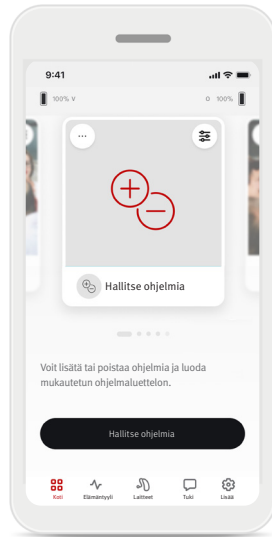 9:41
100% V
0 100%
...
Hallitse ohjelmia
Voit lisätä tai poistaa ohjelmia ja luoda
mukautetun ohjelmaluettelon.
Hallitse ohjelmia
Koti Elämäntyyli Laitteet Tuki Lisää